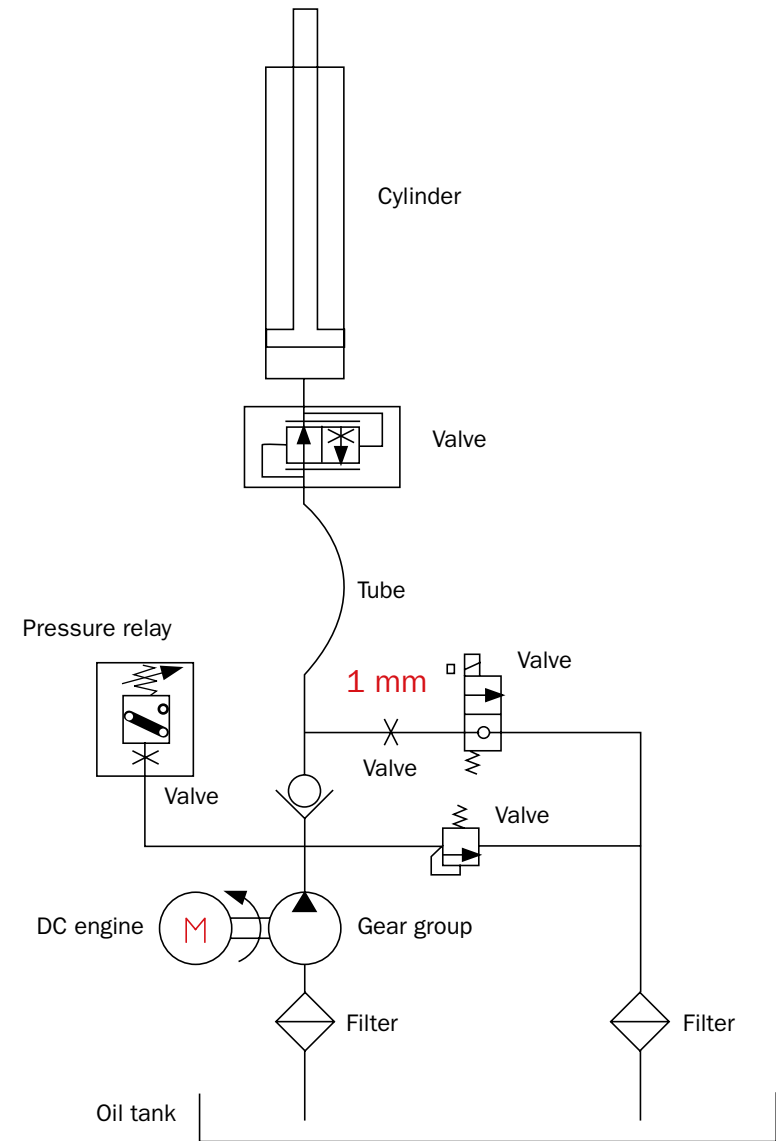 Cylinder
Valve
Tube
Pressure relay
Valve
1 mm
Valve
Valve
Valve
DC engine
M
Gear group
Filter
Filter
Oil tank